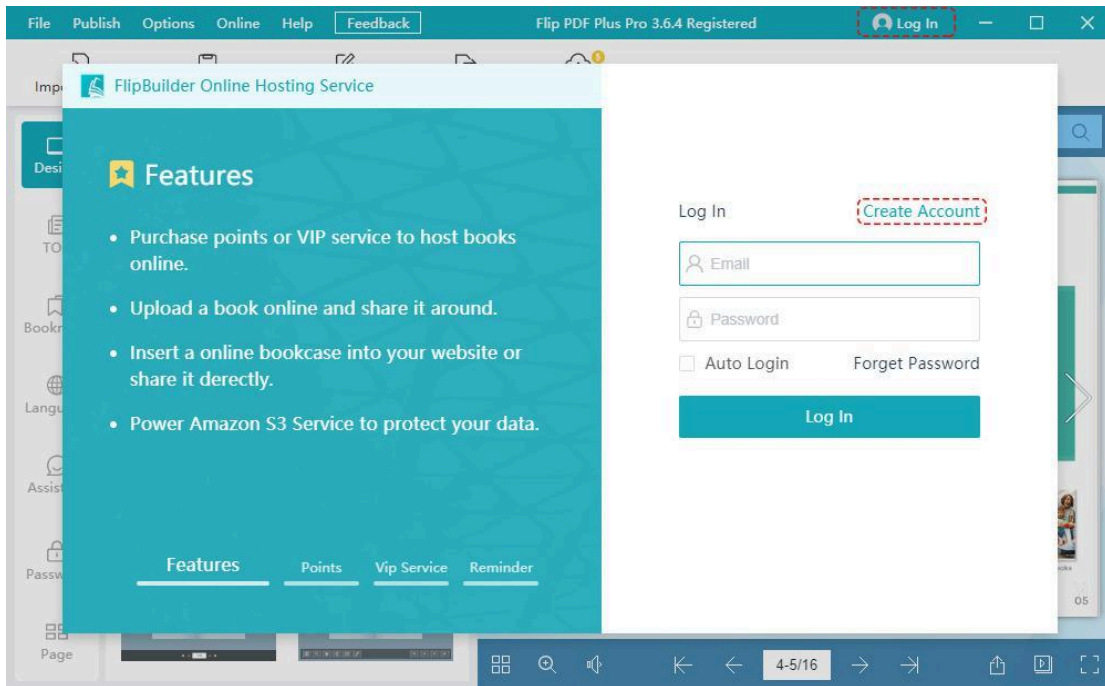 File Publish Options Online Help Feedback Flip PDF Plus Pro 3.6.4 Registered Log In
FlipBuilder Online Hosting Service
Features
• Purchase points or VIP service to host books
online.
• Upload a book online and share it around.
• Insert a online bookcase into your website or
share it derectly.
• Power Amazon S3 Service to protect your data.
Features Points Vip Service Reminder
Log In Create Account
Email
Password
Auto Login Forget Password
Log In
Page
4-5/16
05